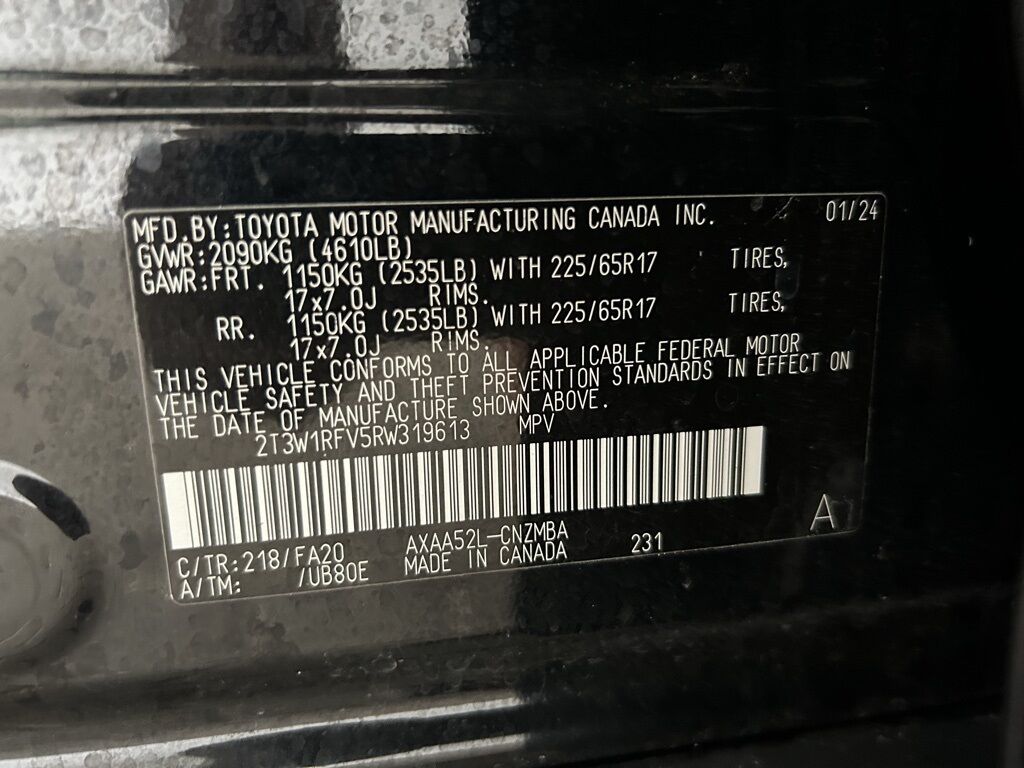 MFD. BY: TOYOTA MOTOR MANUFACTURING CANADA INC. 01/24
GVWR: 2090KG (4610LB)
GAWR: FRT. 1150KG (2535LB) WITH 225/65R17 TIRES,
17x7.0J RIMS.
RR. 1150KG (2535LB) WITH 225/65R17 TIRES,
17x7.0J RIMS.
THIS VEHICLE CONFORMS TO ALL APPLICABLE FEDERAL MOTOR
VEHICLE SAFETY AND THEFT PREVENTION STANDARDS IN EFFECT ON
THE DATE OF MANUFACTURE SHOWN ABOVE.
2T3W1RFV5RW319613 MPV
C/TR: 218/FA20 AXAA52L-CNZMBA 231 A
A/TM: /UB80E MADE IN CANADA